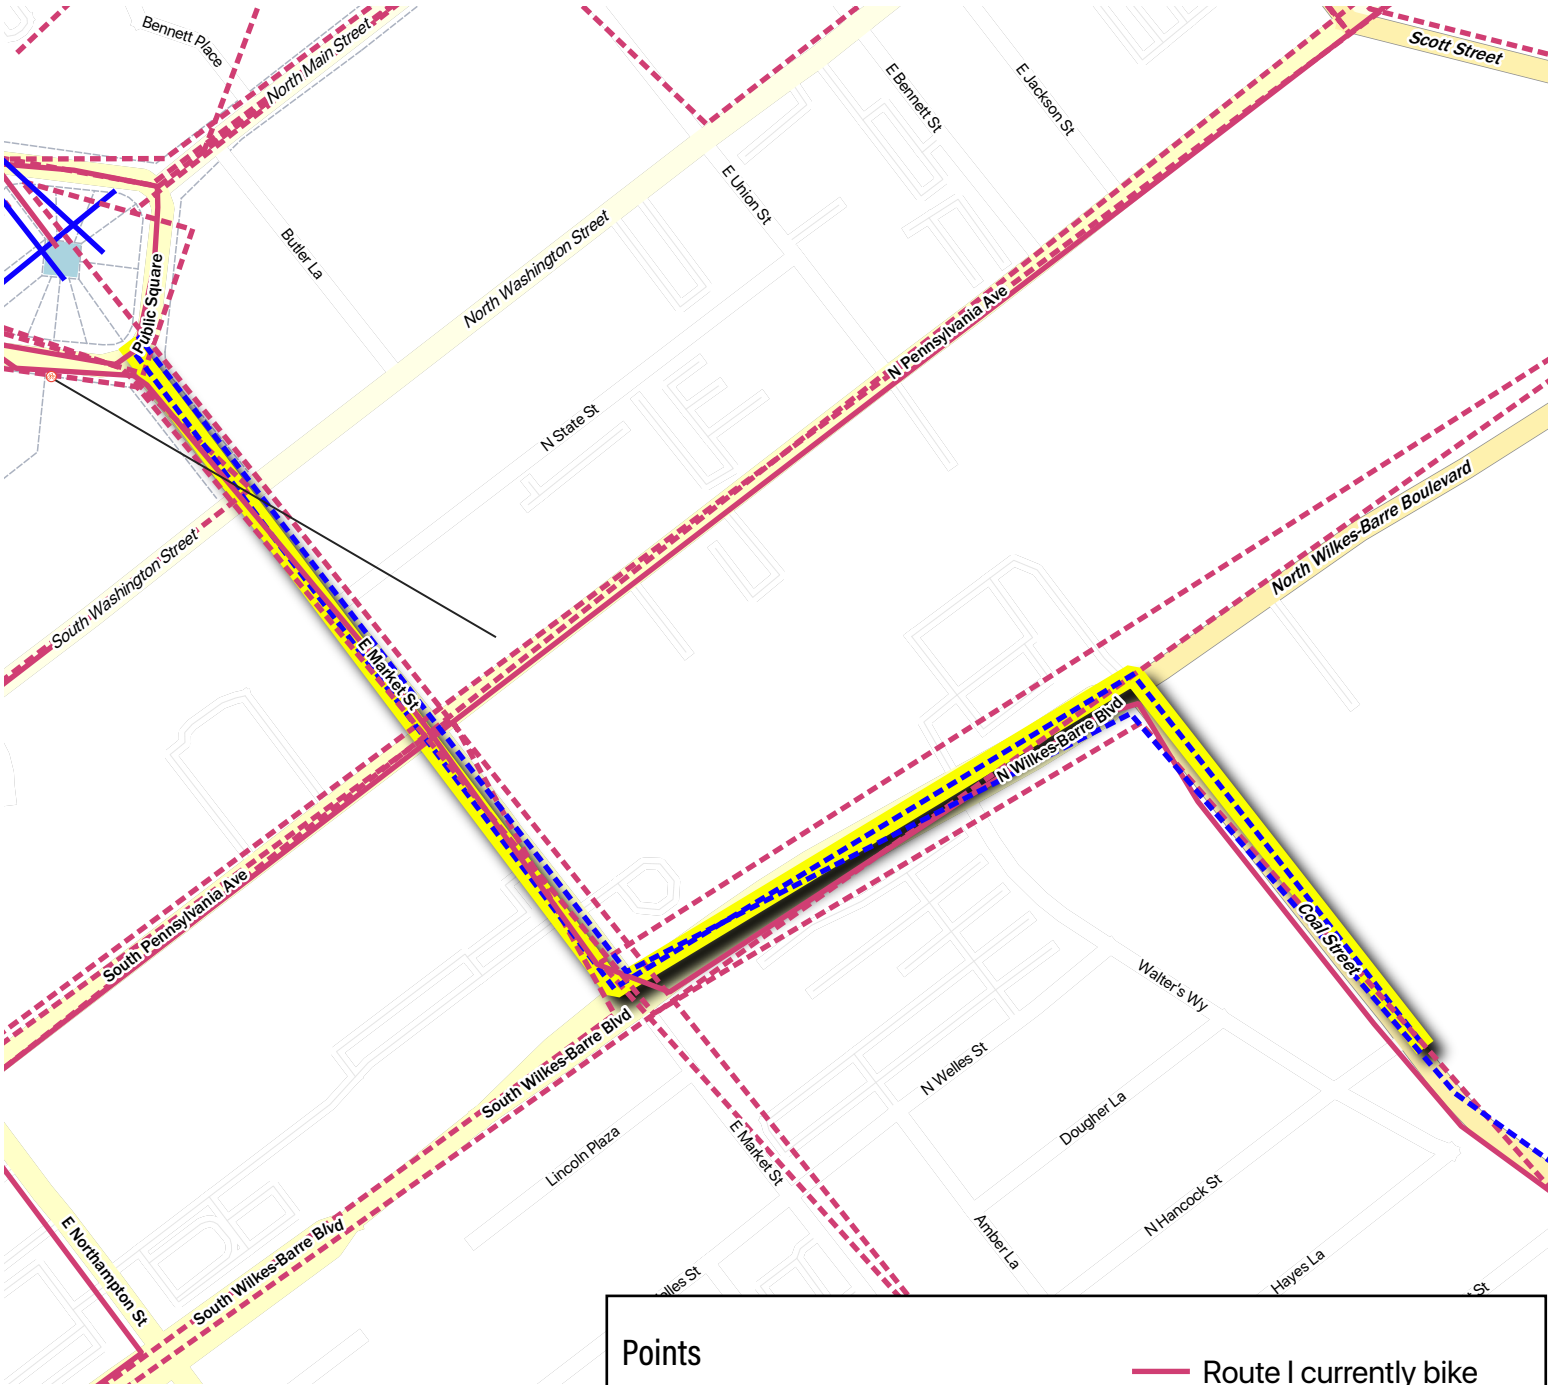 Bennett Place
North Main Street
Scott Street
E Bennett St
E Jackson St
E Union St
Butler La
North Washington Street
Public Square
N Pennsylvania Ave
N State St
North Wilkes-Barre Boulevard
South Washington Street
E Market St
N Wilkes-Barre Blvd
South Pennsylvania Ave
Coal Street
Walter's Wy
South Wilkes-Barre Blvd
N Welles St
Dougher La
Lincoln Plaza
E Market St
N Hancock St
Amber La
E Northampton St
South Wilkes-Barre Blvd
Hayes La
elles St
St
Points
Route I currently bike